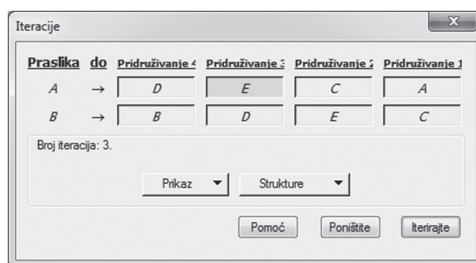 Iteracije
x
Praslika do Pridruživanje 4 Pridruživanje 3 Pridruživanje 2 Pridruživanje 1
A → D E C A
B → B D E C
Broj iteracija: 3.
Prikaz Strukture
Pomoć Poništite Iterirajte